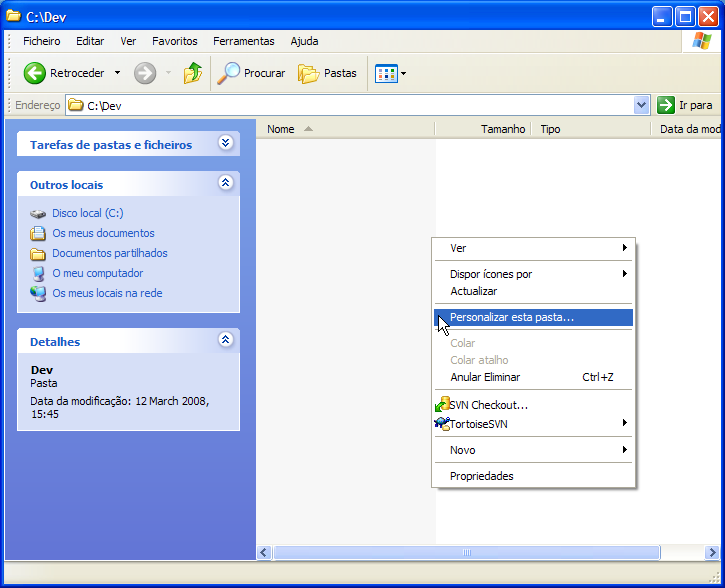 C:\Dev
Ficheiro Editar Ver Favoritos Ferramentas Ajuda
Retroceder Procurar Pastas
Endereço C:\Dev Ir para
Nome Tamanho Tipo Data da mod
Tarefas de pastas e ficheiros
Outros locais
Disco local (C:)
Os meus documentos
Documentos partilhados
O meu computador
Os meus locais na rede
Detalhes
Dev
Pasta
Data da modificação: 12 March 2008,
15:45
Ver
Dispor ícones por
Actualizar
Personalizar esta pasta...
Colar
Colar atalho
Anular Eliminar Ctrl+Z
SVN Checkout...
TortoiseSVN
Novo
Propriedades